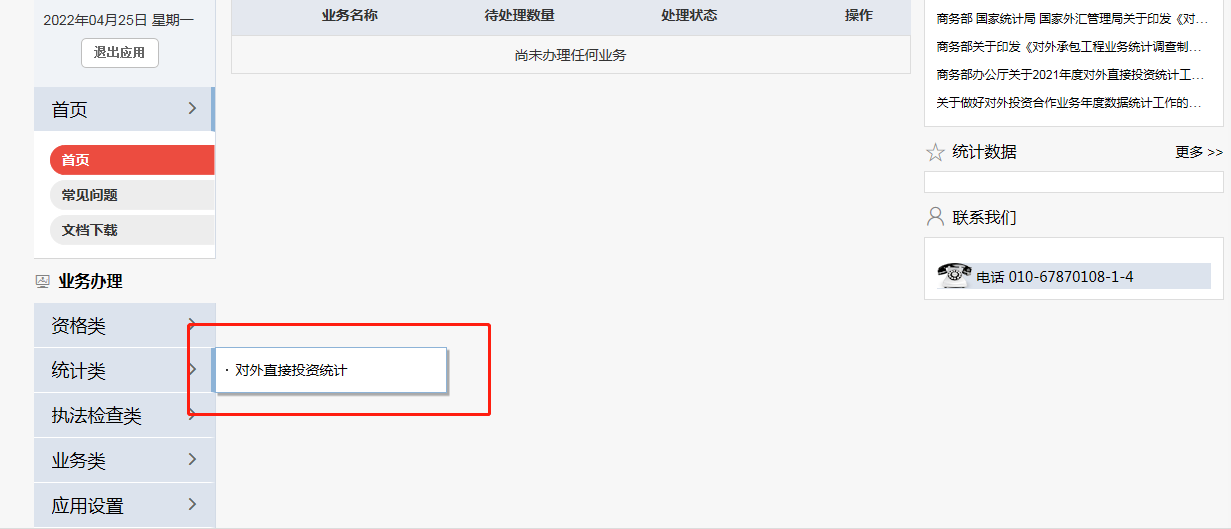 2022年04月25日 星期一
退出应用
首页
首页
常见问题
文档下载
业务办理
资格类
统计类
· 对外直接投资统计
执法检查类
业务类
应用设置
业务名称 待处理数量 处理状态 操作
尚未办理任何业务
商务部 国家统计局 国家外汇管理局关于印发《对...
商务部关于印发《对外承包工程业务统计调查制...
商务部办公厅关于2021年度对外直接投资统计工...
关于做好对外投资合作业务年度数据统计工作的...
统计数据 更多 >>
联系我们
电话 010-67870108-1-4